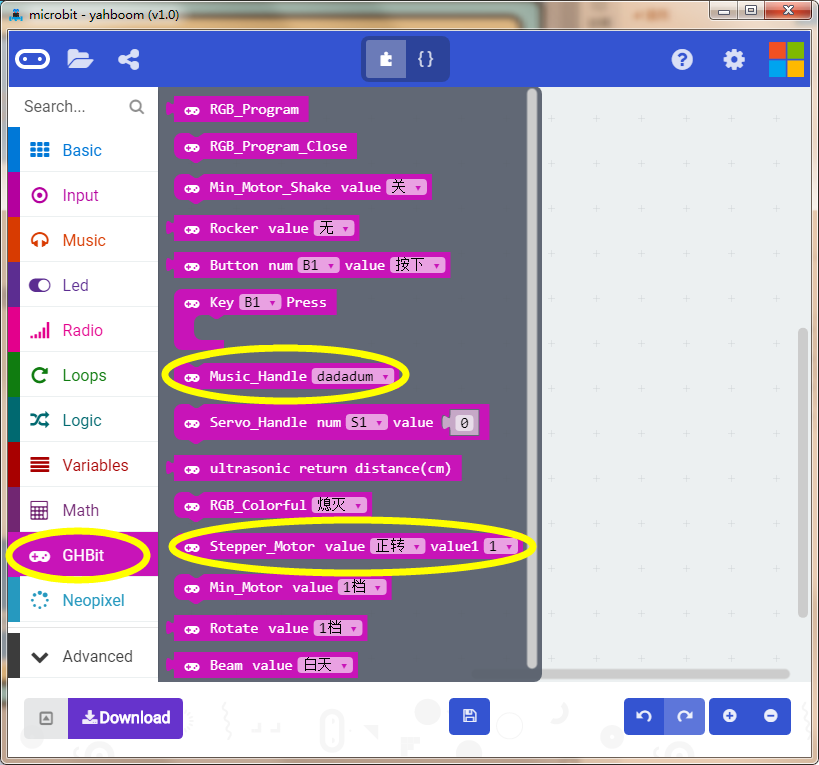 microbit - yahboom (v1.0)
{ }
Search...
Basic
Input
Music
Led
Radio
Loops
Logic
Variables
Math
GHBit
Neopixel
Advanced
RGB_Program
RGB_Program_Close
Min_Motor_Shake value 关
Rocker value 无
Button num B1 value 按下
Key B1 Press
Music_Handle dadadum
Servo_Handle num S1 value 0
ultrasonic return distance(cm)
RGB_Colorful 熄灭
Stepper_Motor value 正转 value1 1
Min_Motor value 1档
Rotate value 1档
Beam value 白天
Download